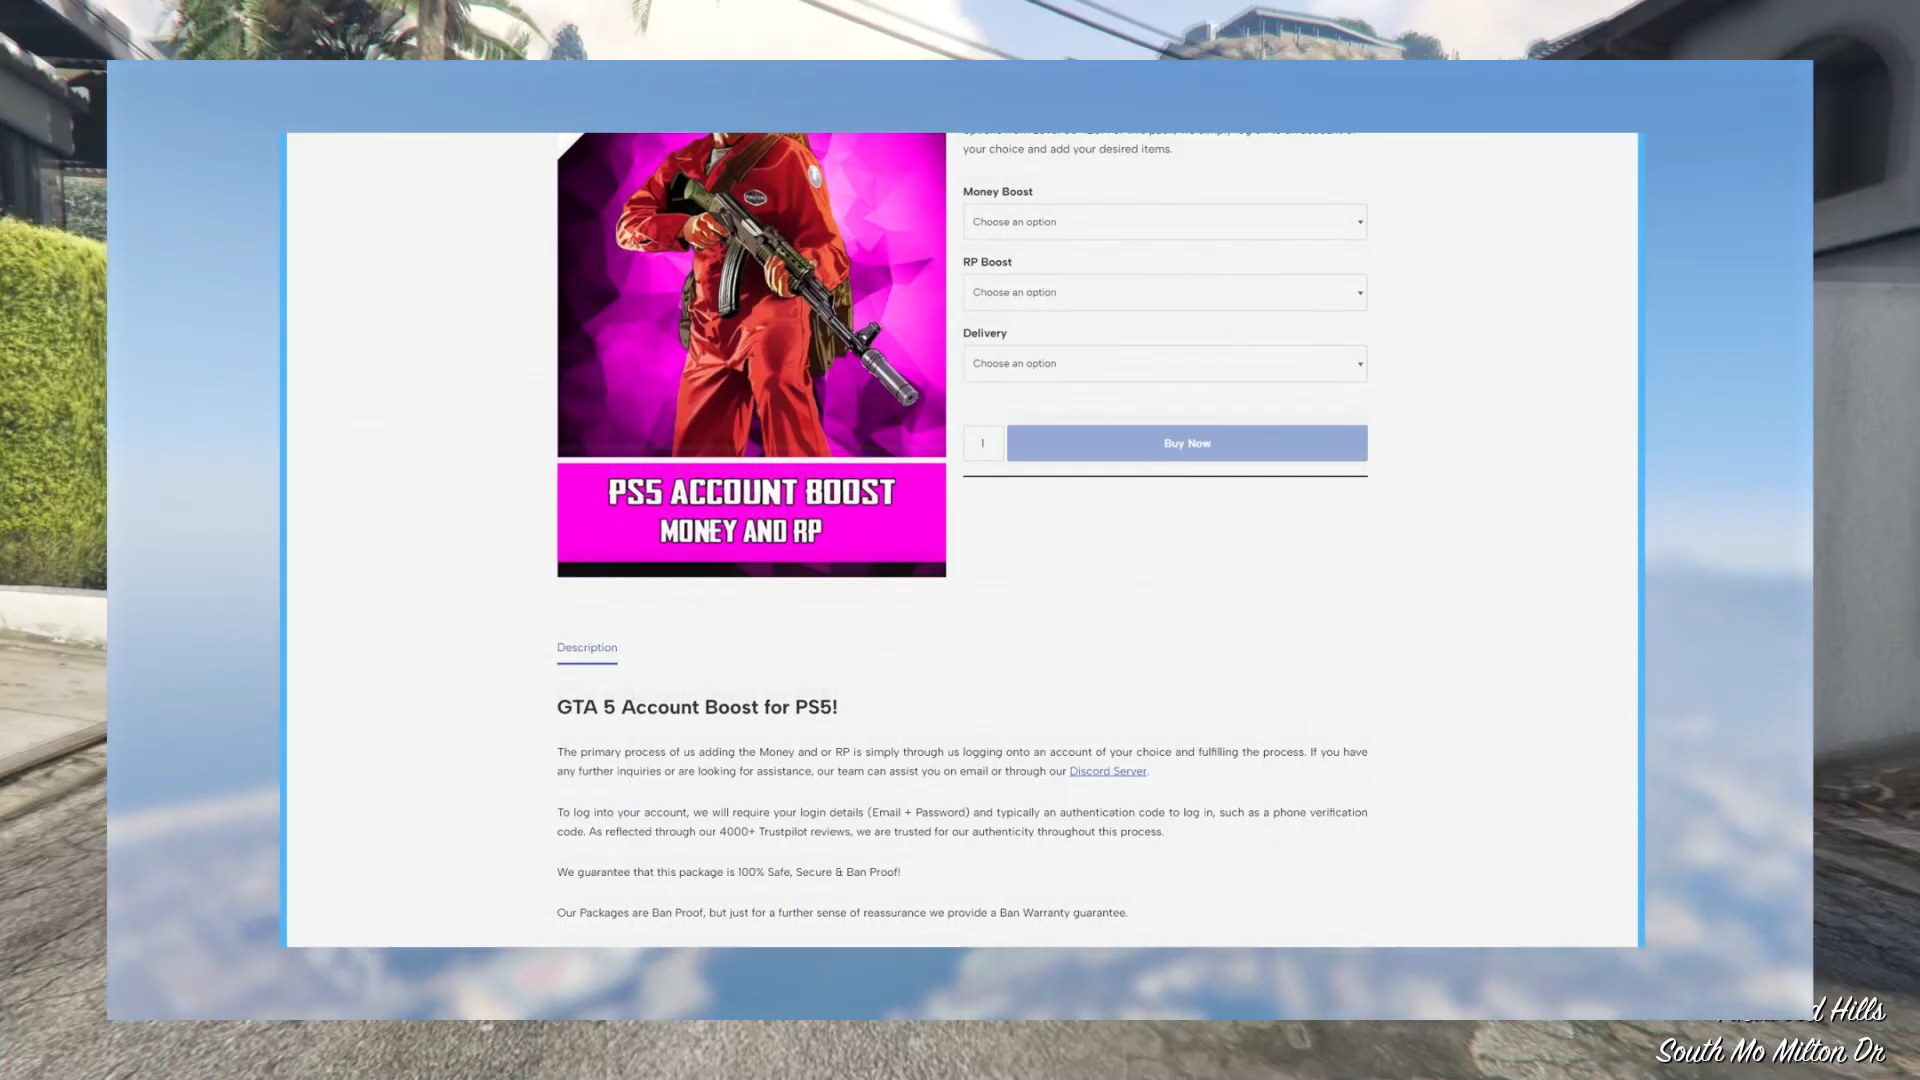 your choice and add your desired items.
Money Boost
Choose an option
RP Boost
Choose an option
Delivery
Choose an option
1
Buy Now
PS5 ACCOUNT BOOST
MONEY AND RP
Description
GTA 5 Account Boost for PS5!
The primary process of us adding the Money and or RP is simply through us logging onto an account of your choice and fulfilling the process. If you have
any further inquiries or are looking for assistance, our team can assist you on email or through our Discord Server.
To log into your account, we will require your login details (Email + Password) and typically an authentication code to log in, such as a phone verification
code. As reflected through our 4000+ Trustpilot reviews, we are trusted for our authenticity throughout this process.
We guarantee that this package is 100% Safe, Secure & Ban Proof!
Our Packages are Ban Proof, but just for a further sense of reassurance we provide a Ban Warranty guarantee.
Hills
South Mo Milton Dr